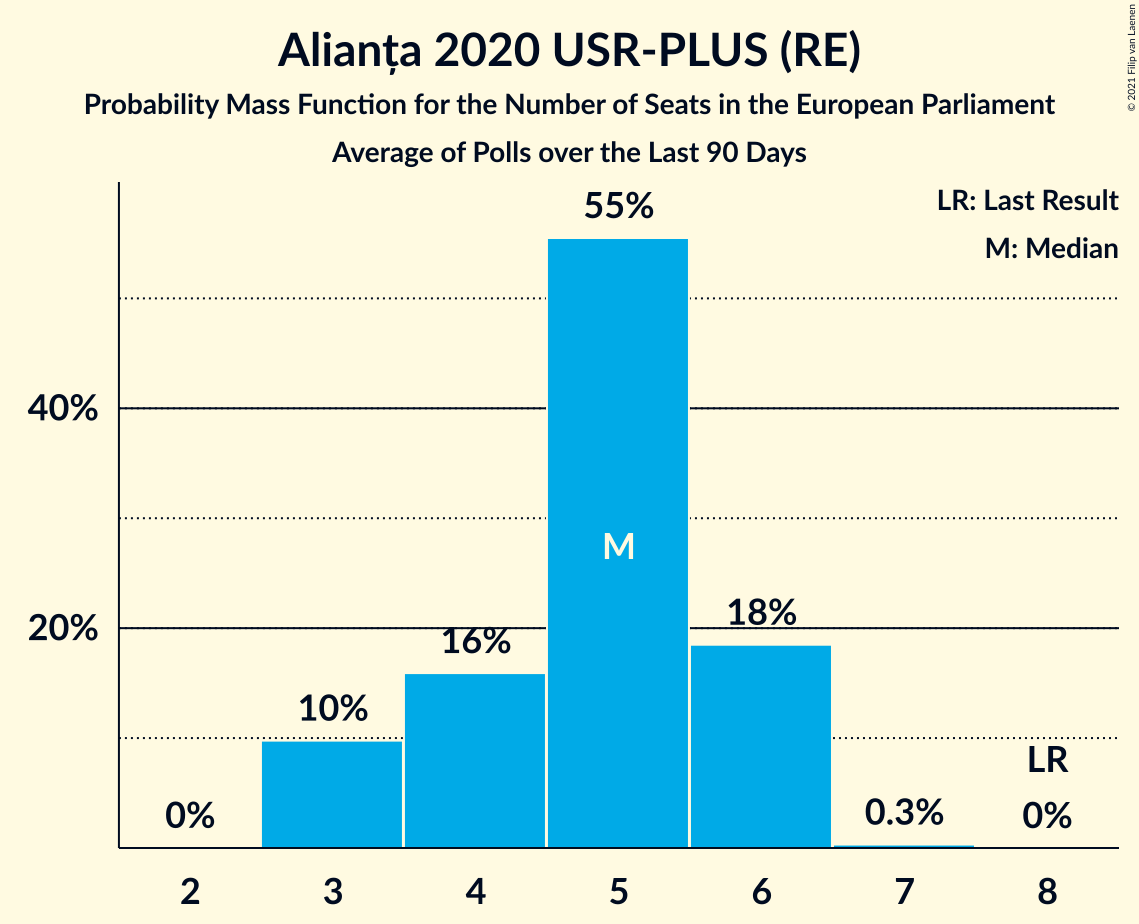 Alianța 2020 USR-PLUS (RE)
Probability Mass Function for the Number of Seats in the European Parliament
Average of Polls over the Last 90 Days
© 2021 Filip van Laenen
LR: Last Result
M: Median
55%
40%
M
20%
18%
16%
10%
LR
0%
0.3%
0%
2 3 4 5 6 7 8